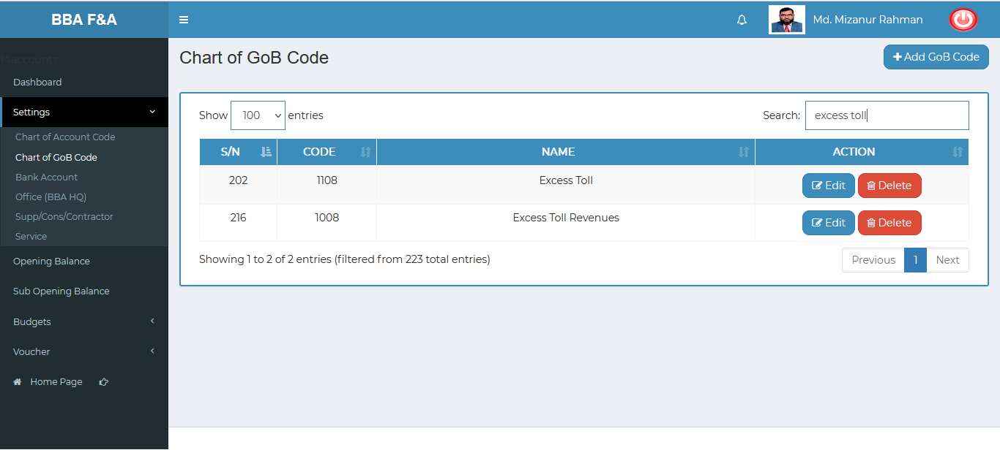 BBA F&A
Md. Mizanur Rahman
14accounts
Dashboard
Settings
Chart of Account Code
Chart of GoB Code
Bank Account
Office (BBA HQ)
Supp/Cons/Contractor
Service
Opening Balance
Sub Opening Balance
Budgets
Voucher
Home Page
Chart of GoB Code
Add GoB Code
Show 100 entries
Search: excess toll
S/N CODE NAME ACTION
202 1108 Excess Toll Edit Delete
216 1008 Excess Toll Revenues Edit Delete
Showing 1 to 2 of 2 entries (filtered from 223 total entries)
Previous 1 Next